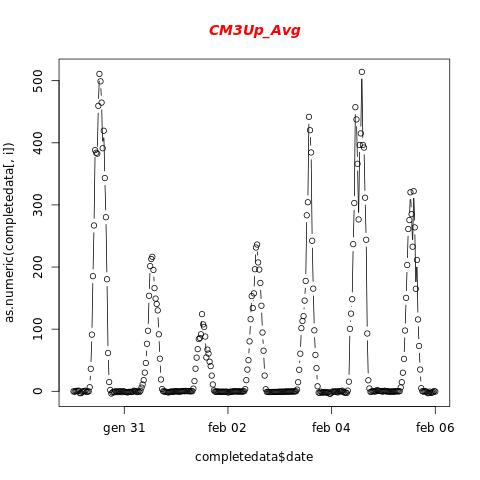 CM3Up_Avg
as.numeric(completedata[, i])
500
400
300
200
100
0
gen 31 feb 02 feb 04 feb 06
completedata$date